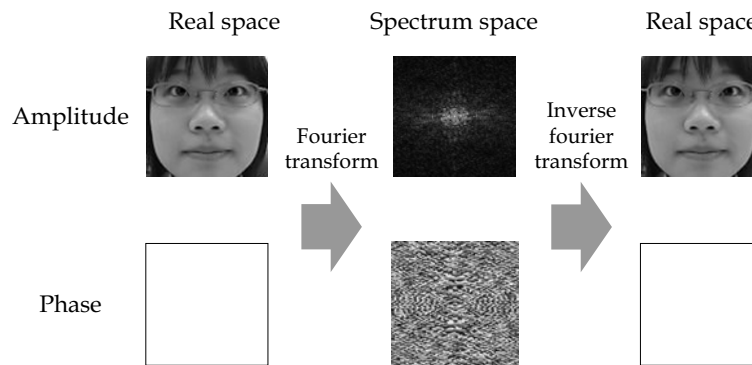 Real space
Spectrum space
Real space
Amplitude
Fourier
transform
Inverse
fourier
transform
Phase